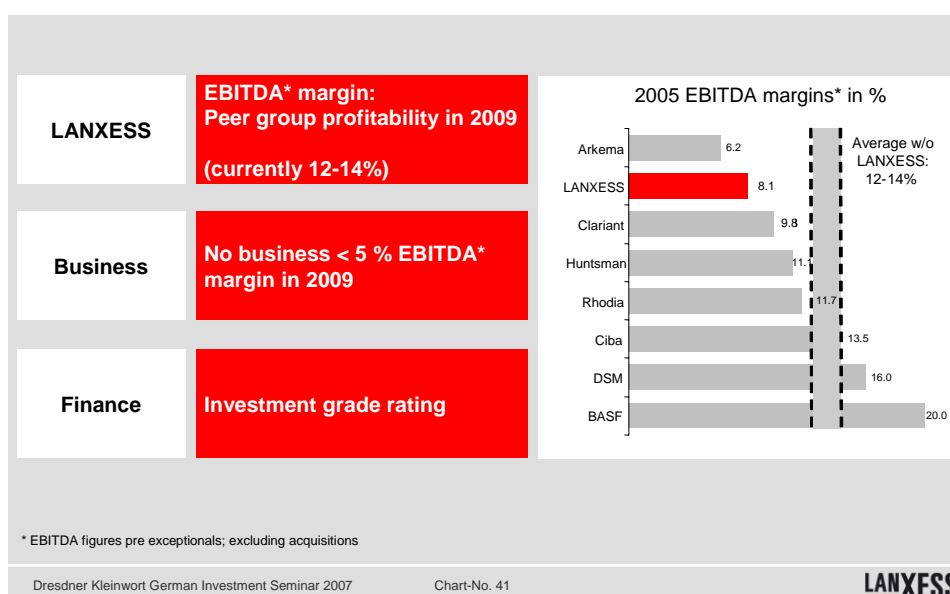 LANXESS
EBITDA* margin:
Peer group profitability in 2009
(currently 12-14%)
Business
No business < 5 % EBITDA*
margin in 2009
Finance
Investment grade rating
2005 EBITDA margins* in %
Average w/o
LANXESS:
12-14%
Arkema 6.2
LANXESS 8.1
Clariant 9.8
Huntsman 11.1
Rhodia 11.7
Ciba 13.5
DSM 16.0
BASF 20.0
* EBITDA figures pre exceptionals; excluding acquisitions
Dresdner Kleinwort German Investment Seminar 2007 Chart-No. 41
LANXESS